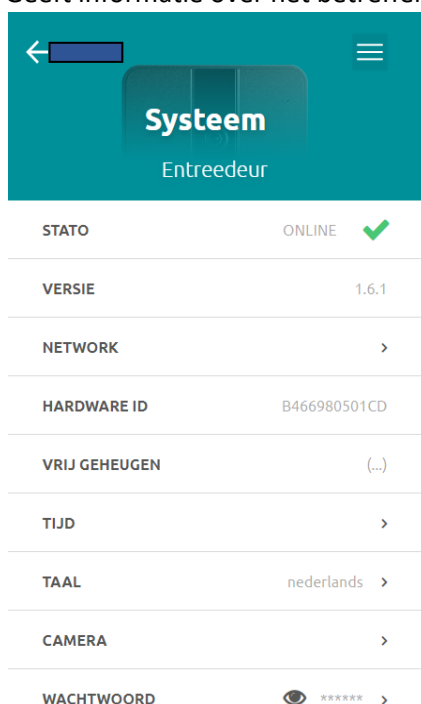 Geeft informatie over het betreffen
Systeem
Entreedeur
STATO ONLINE
VERSIE 1.6.1
NETWORK
HARDWARE ID B466980501CD
VRIJ GEHEUGEN (...)
TIJD
TAAL nederlands
CAMERA
WACHTWOORD ******